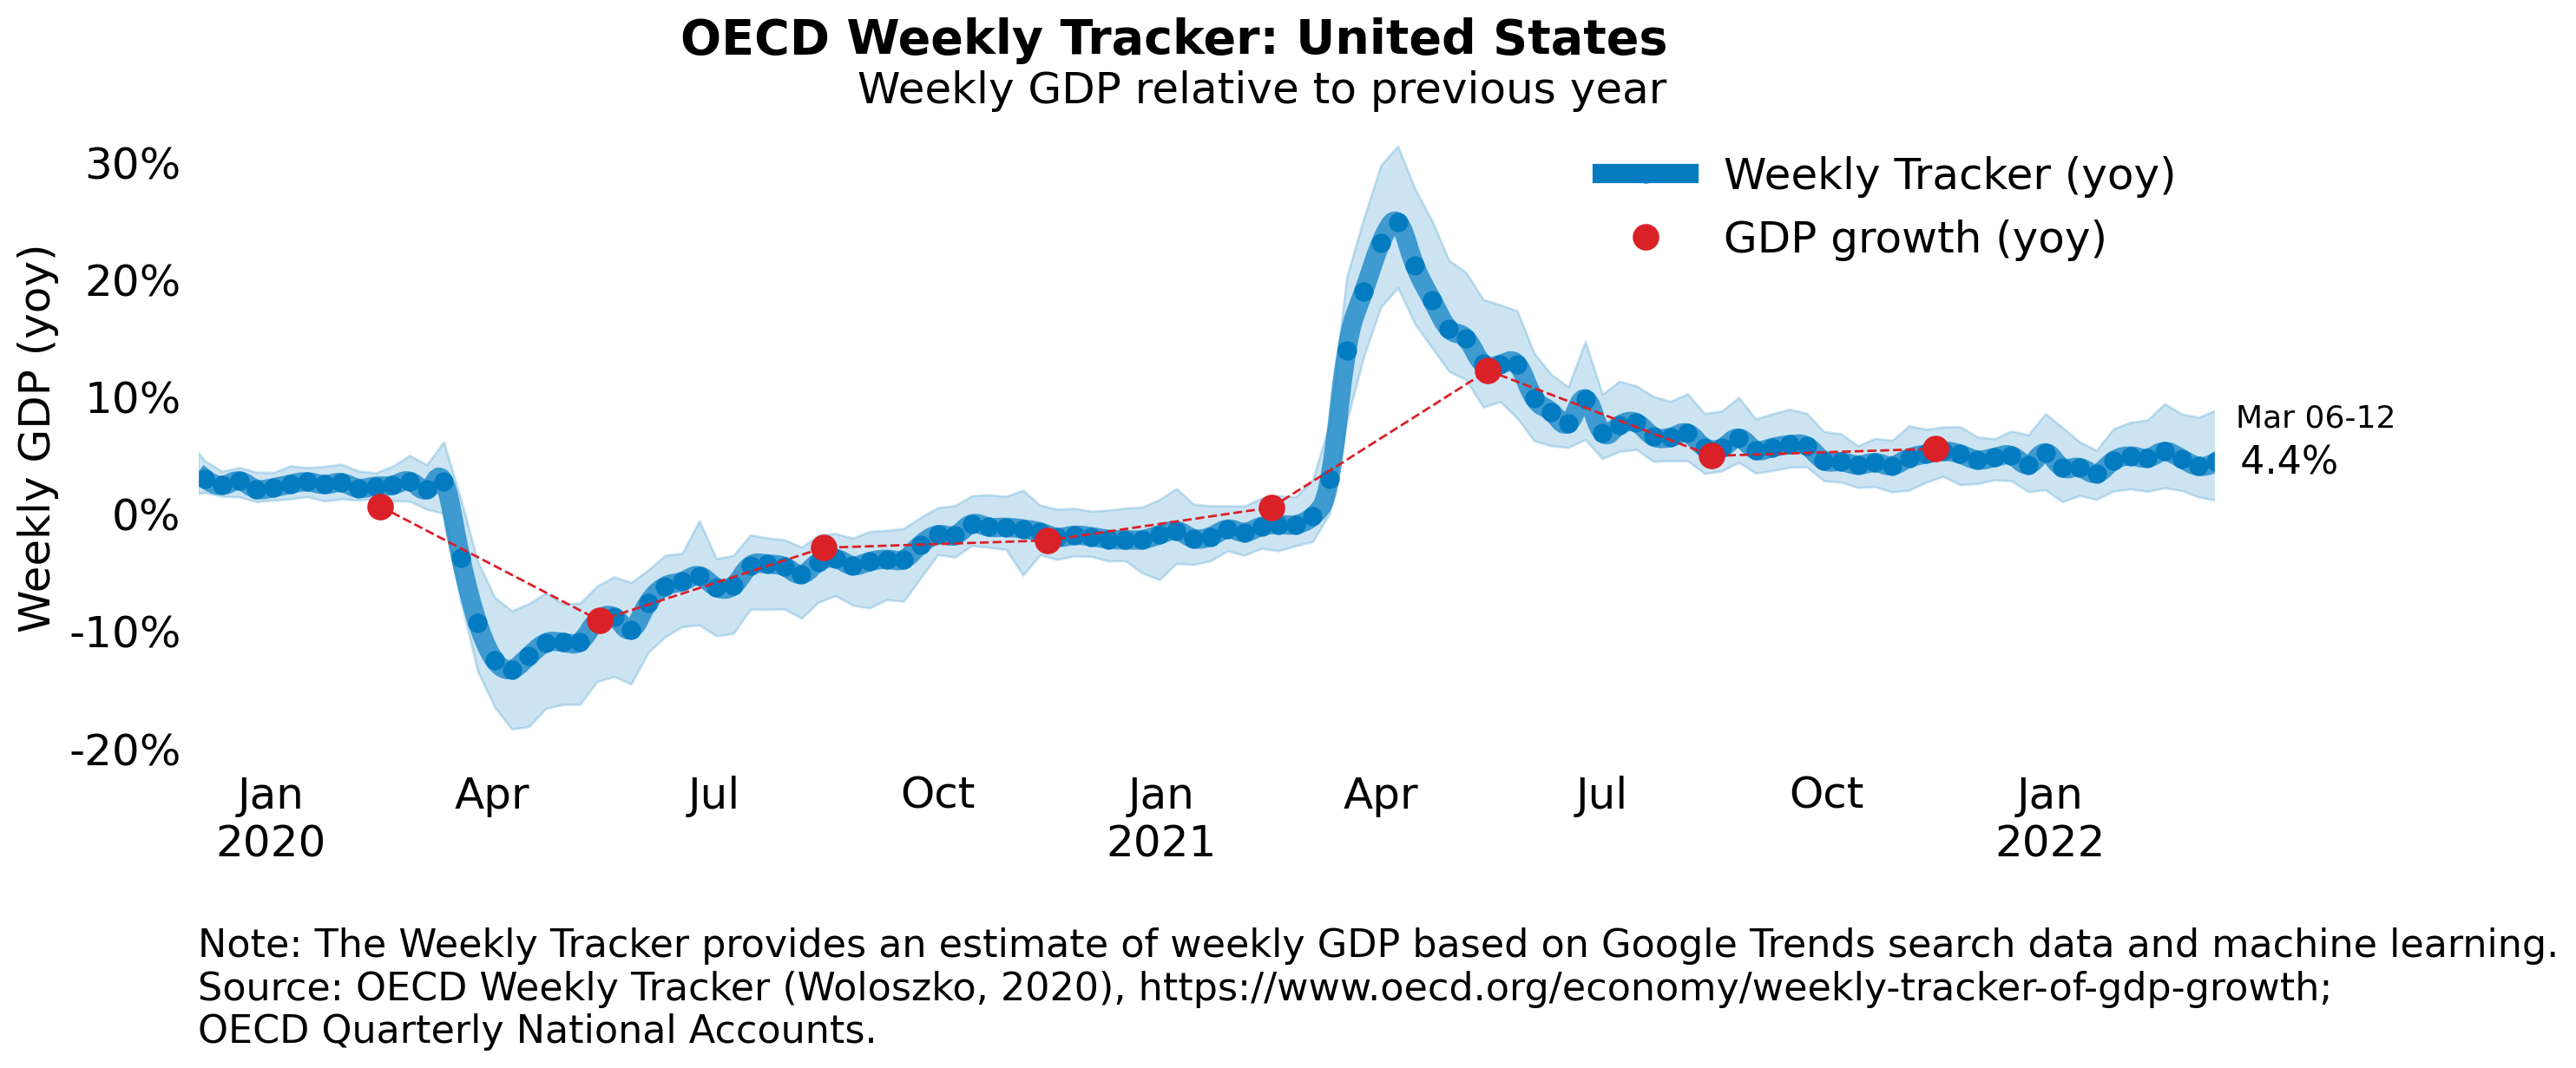 OECD Weekly Tracker: United States
Weekly GDP relative to previous year
Weekly GDP (yoy)
30%
20%
10%
0%
-10%
-20%
Weekly Tracker (yoy)
GDP growth (yoy)
Mar 06-12
4.4%
Jan Apr Jul Oct Jan Apr Jul Oct Jan
2020 2021 2022
Note: The Weekly Tracker provides an estimate of weekly GDP based on Google Trends search data and machine learning.
Source: OECD Weekly Tracker (Woloszko, 2020), https://www.oecd.org/economy/weekly-tracker-of-gdp-growth;
OECD Quarterly National Accounts.